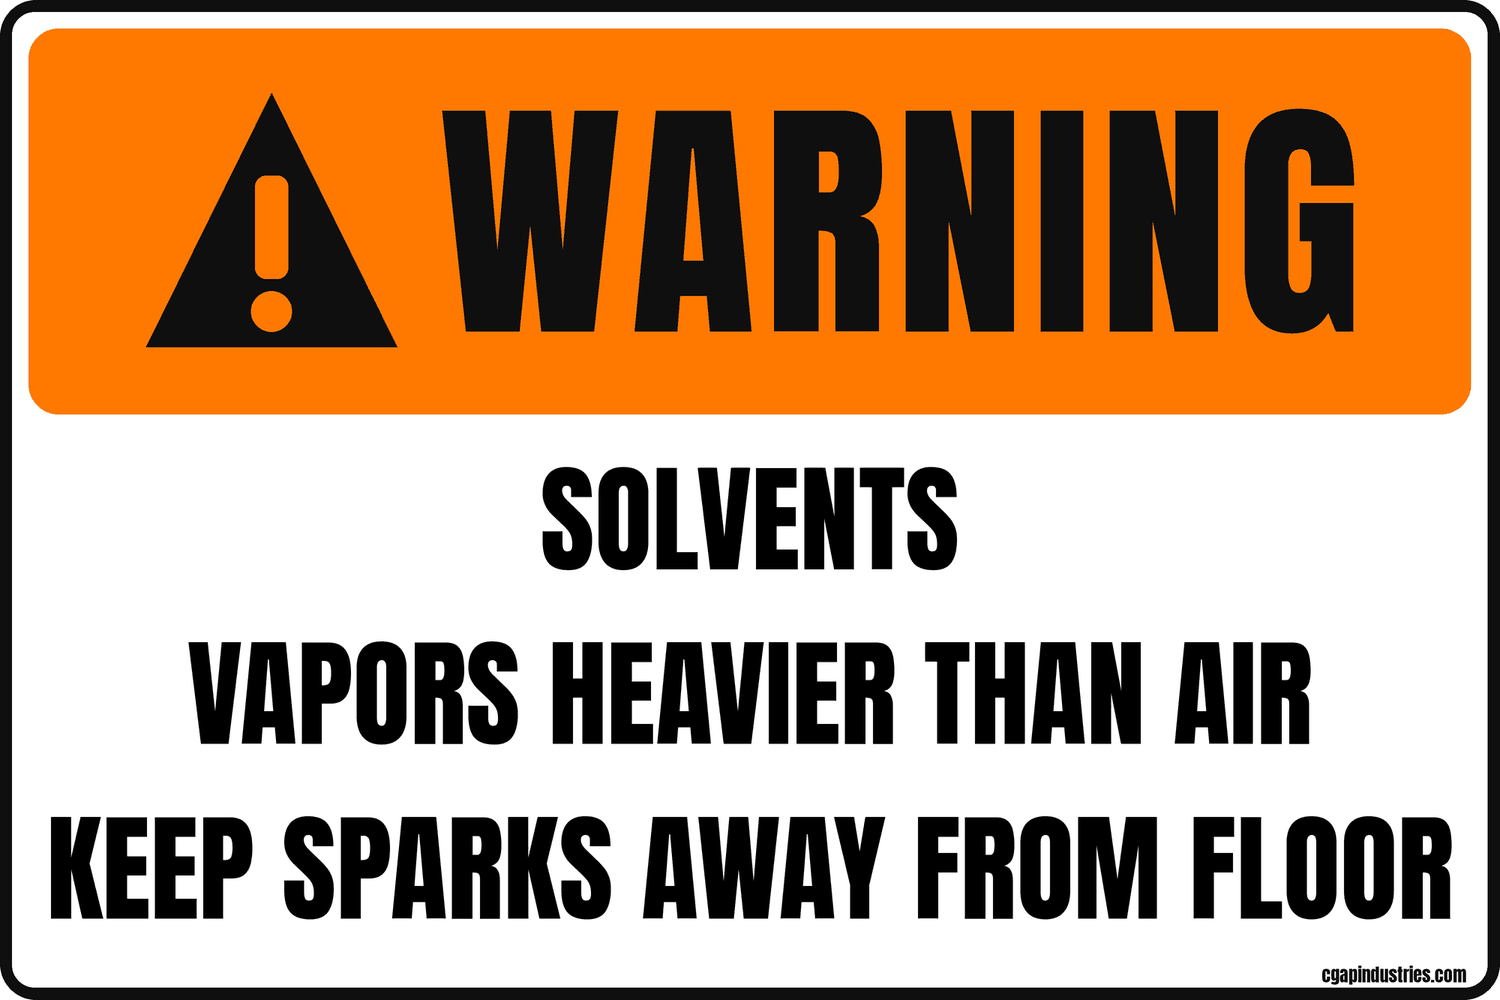 WARNING
SOLVENTS
VAPORS HEAVIER THAN AIR
KEEP SPARKS AWAY FROM FLOOR
cgapindustries.com